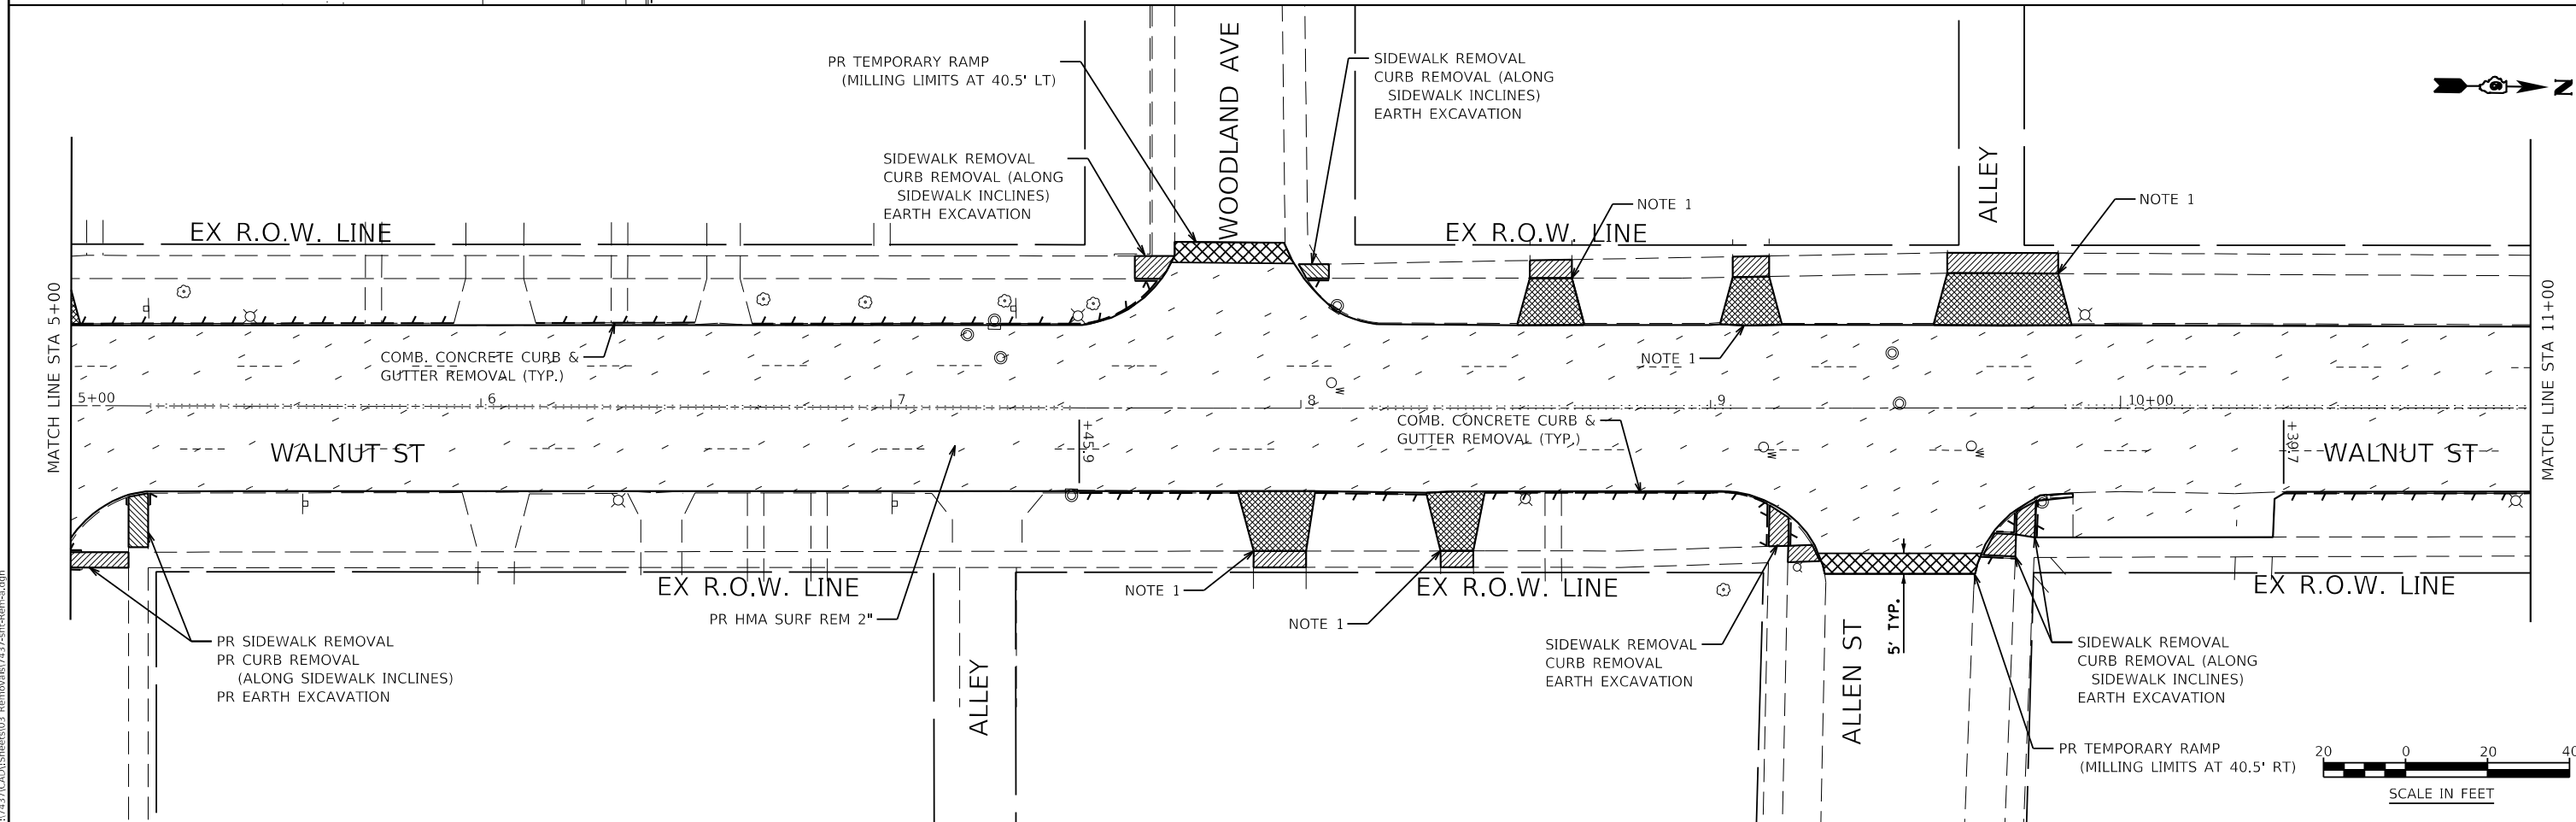 PR TEMPORARY RAMP
(MILLING LIMITS AT 40.5' LT)
WOODLAND AVE
SIDEWALK REMOVAL
CURB REMOVAL (ALONG
SIDEWALK INCLINES)
EARTH EXCAVATION
N
SIDEWALK REMOVAL
CURB REMOVAL (ALONG
SIDEWALK INCLINES)
EARTH EXCAVATION
ALLEY
NOTE 1
NOTE 1
EX R.O.W. LINE
EX R.O.W. LINE
MATCH LINE STA 5+00
MATCH LINE STA 11+00
COMB. CONCRETE CURB &
GUTTER REMOVAL (TYP.)
NOTE 1
5+00
6
7
8
9
10+00
W
W
W
COMB. CONCRETE CURB &
GUTTER REMOVAL (TYP.)
+45.9
+39.7
WALNUT ST
WALNUT ST
EX R.O.W. LINE
EX R.O.W. LINE
EX R.O.W. LINE
NOTE 1
NOTE 1
PR HMA SURF REM 2"
PR SIDEWALK REMOVAL
PR CURB REMOVAL
(ALONG SIDEWALK INCLINES)
PR EARTH EXCAVATION
ALLEY
SIDEWALK REMOVAL
CURB REMOVAL
EARTH EXCAVATION
ALLEN ST
5' TYP.
SIDEWALK REMOVAL
CURB REMOVAL (ALONG
SIDEWALK INCLINES)
EARTH EXCAVATION
PR TEMPORARY RAMP
(MILLING LIMITS AT 40.5' RT)
20 0 20 40
SCALE IN FEET